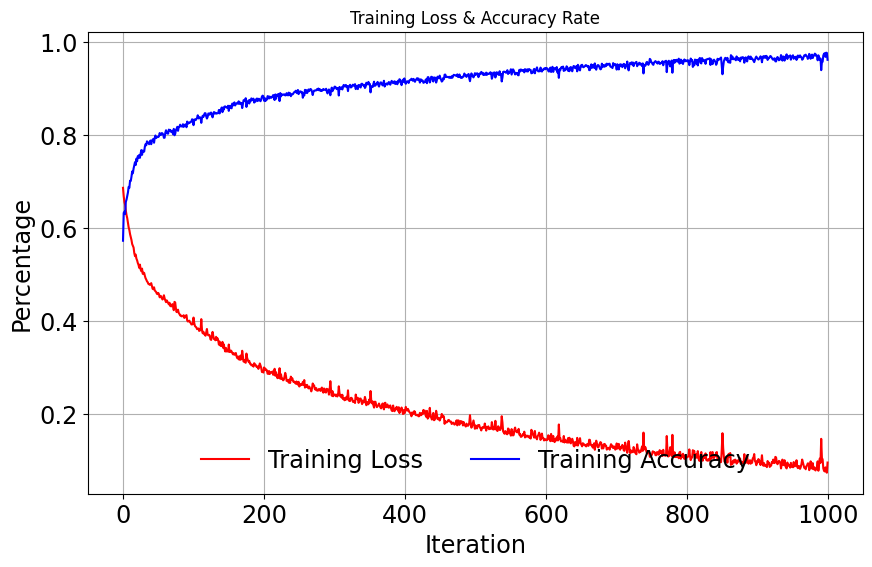 Training Loss & Accuracy Rate
1.0
0.8
0.6
0.4
0.2
Percentage
Training Loss Training Accuracy
0 200 400 600 800 1000
Iteration